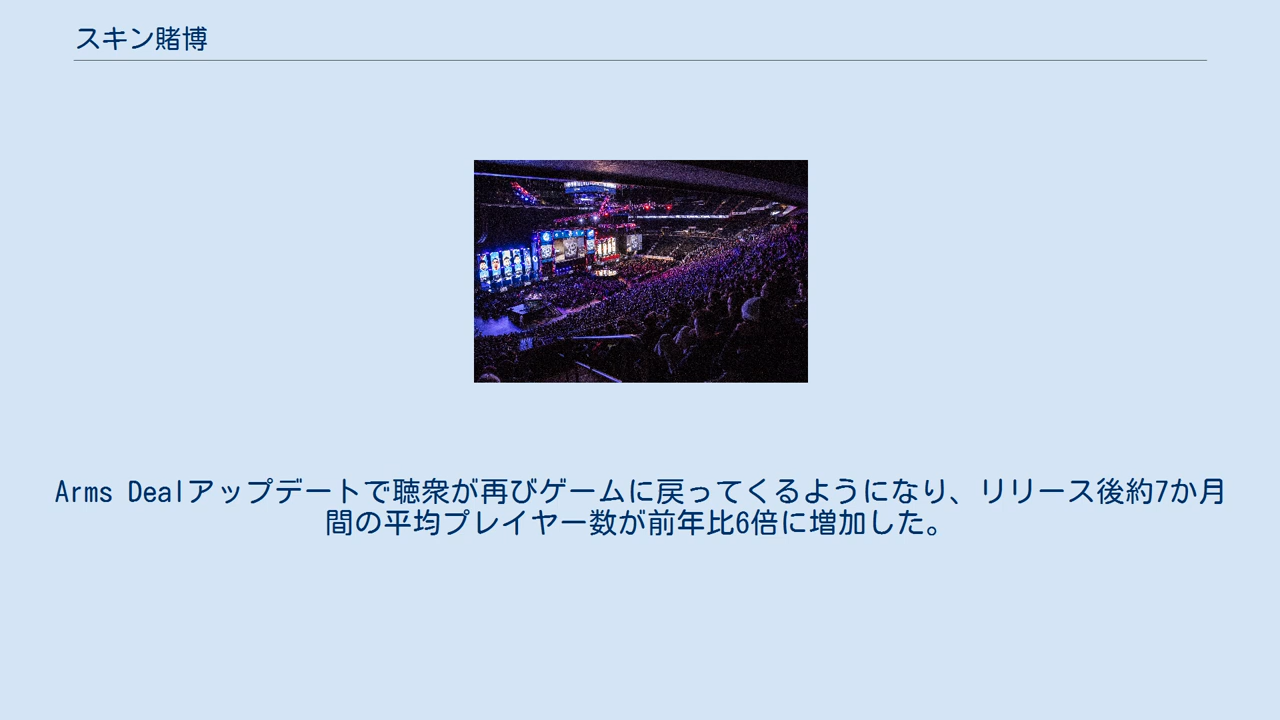 スキン賭博
Arms Dealアップデートで聴衆が再びゲームに戻ってくるようになり、リリース後約7か月
間の平均プレイヤー数が前年比6倍に増加した。